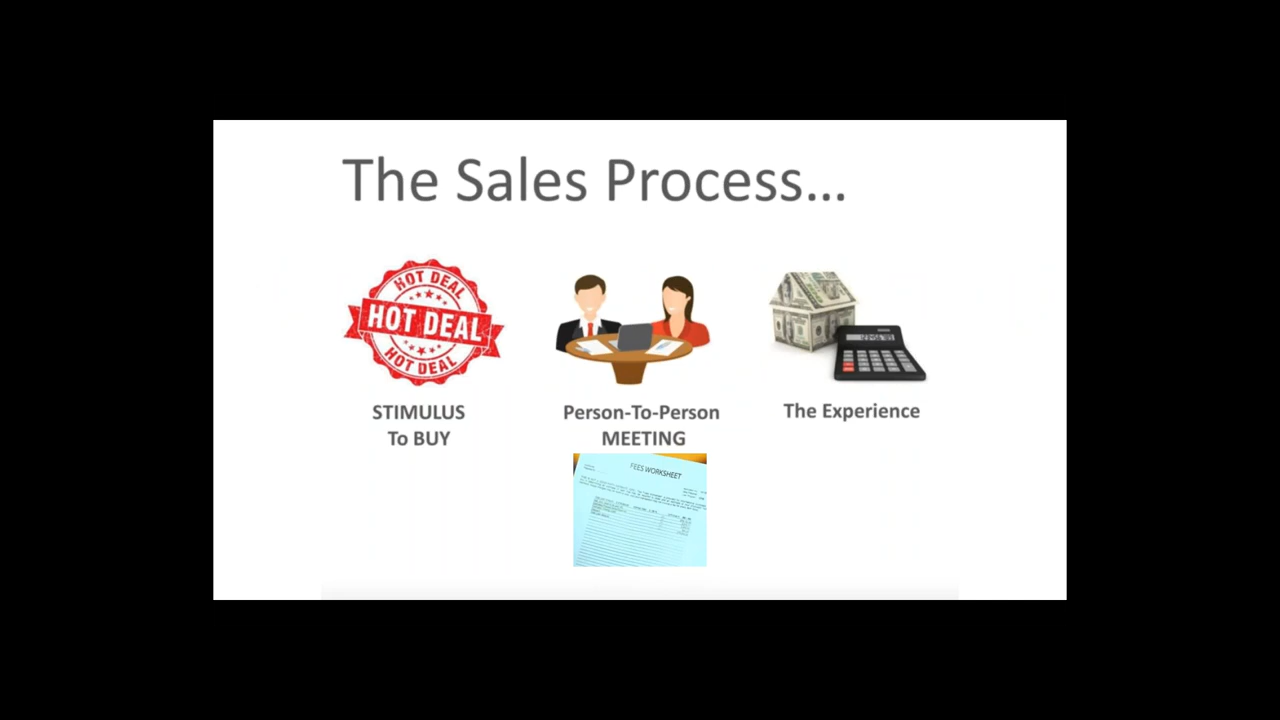 The Sales Process...
HOT DEAL
HOT DEAL
HOT DEAL
STIMULUS
To BUY
Person-To-Person
MEETING
The Experience
FEES WORKSHEET